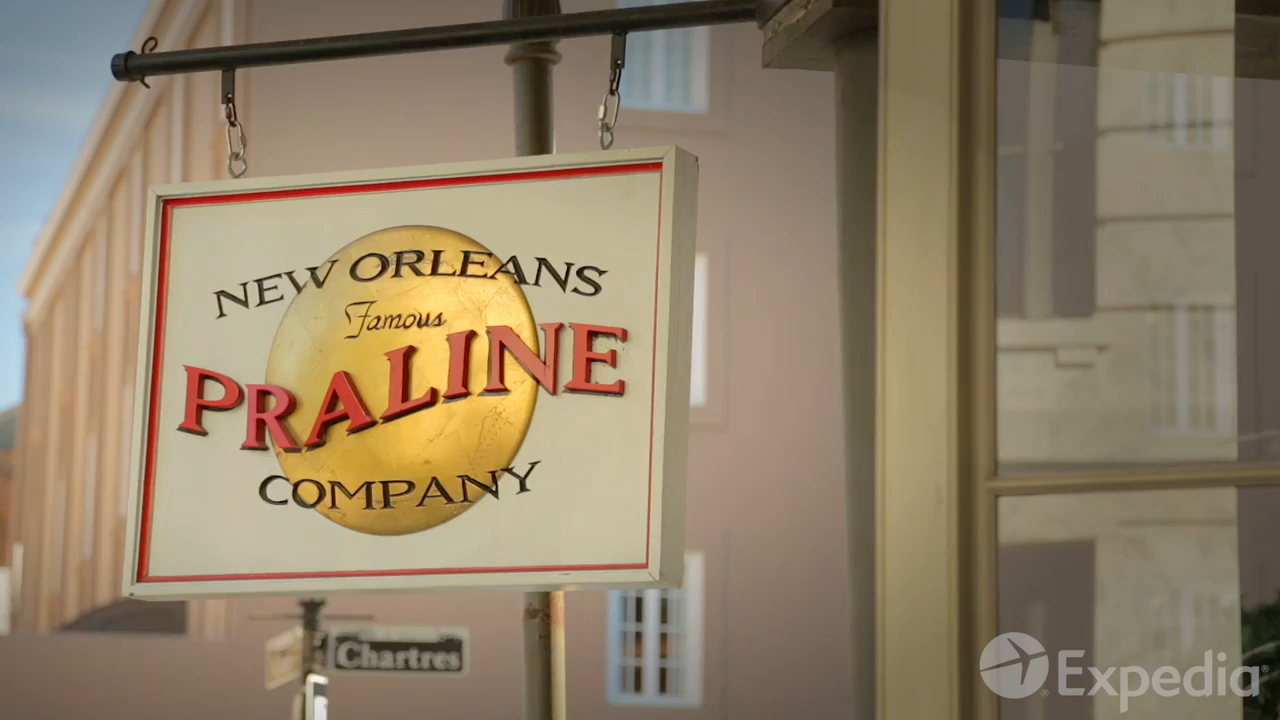 NEW ORLEANS
Famous
PRALINE
COMPANY
Chartres
Expedia